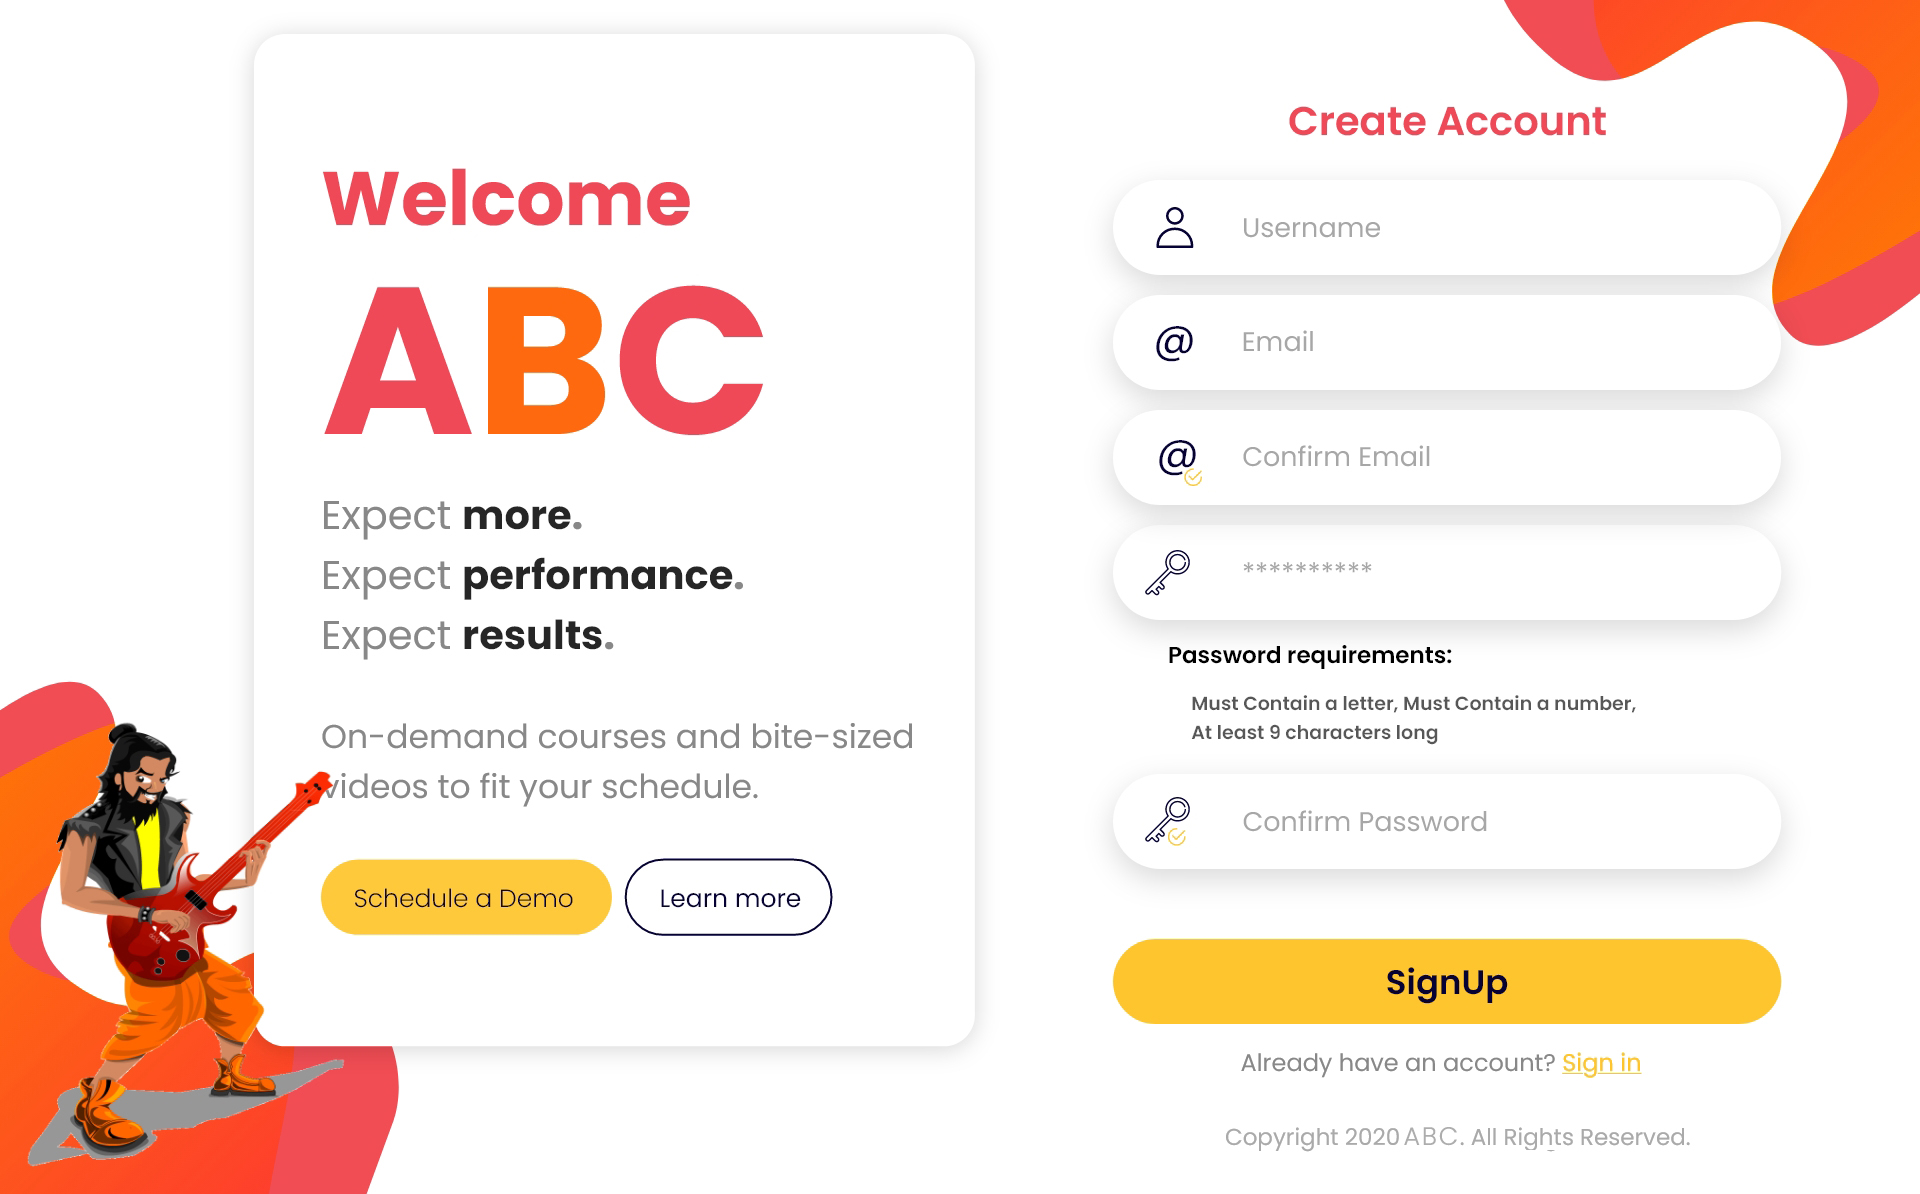 Welcome
ABC
Expect more.
Expect performance.
Expect results.
On-demand courses and bite-sized
videos to fit your schedule.
Schedule a Demo
Learn more
Create Account
Username
@ Email
@ Confirm Email
**********
Password requirements:
Must Contain a letter, Must Contain a number,
At least 9 characters long
Confirm Password
SignUp
Already have an account? Sign in
Copyright 2020 ABC. All Rights Reserved.